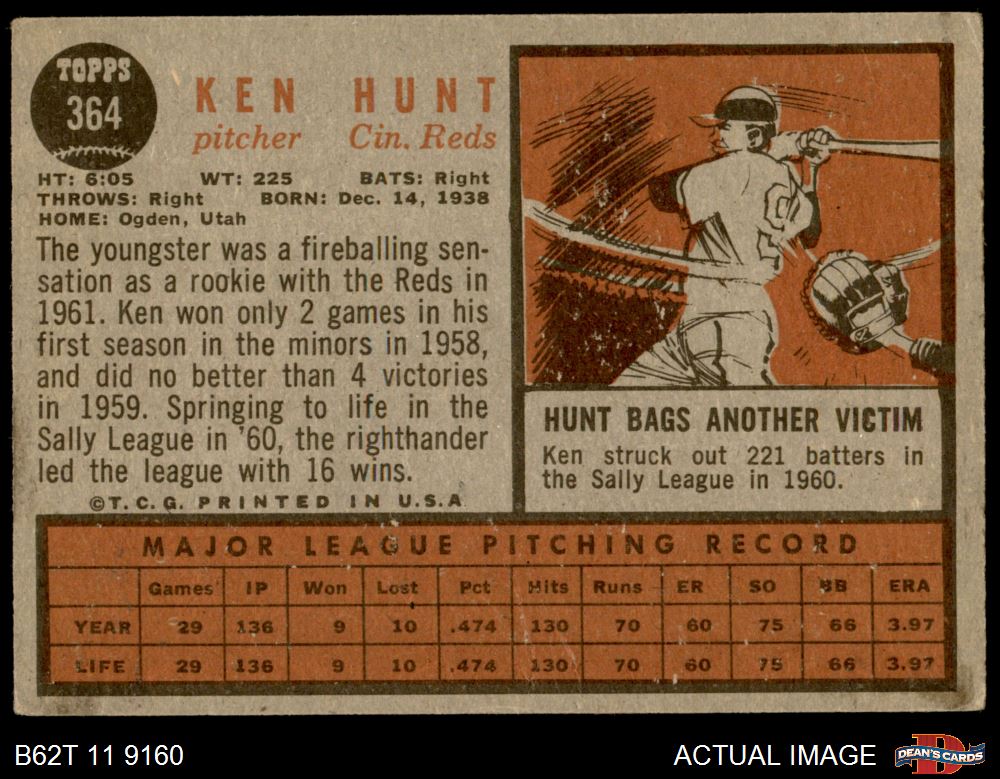 TOPPS
364
KEN HUNT
pitcher Cin. Reds
HT: 6:05 WT: 225 BATS: Right
THROWS: Right BORN: Dec. 14, 1938
HOME: Ogden, Utah
The youngster was a fireballing sen-
sation as a rookie with the Reds in
1961. Ken won only 2 games in his
first season in the minors in 1958,
and did no better than 4 victories
in 1959. Springing to life in the
Sally League in '60, the righthander
led the league with 16 wins.
©T.C.G. PRINTED IN U.S.A
HUNT BAGS ANOTHER VICTIM
Ken struck out 221 batters in
the Sally League in 1960.
MAJOR LEAGUE PITCHING RECORD
Games IP Won Lost Pct Hits Runs ER SO BB ERA
YEAR 29 136 9 10 .474 130 70 60 75 66 3.97
LIFE 29 136 9 10 .474 130 70 60 75 66 3.97
B62T 11 9160
ACTUAL IMAGE
DEAN'S CARDS